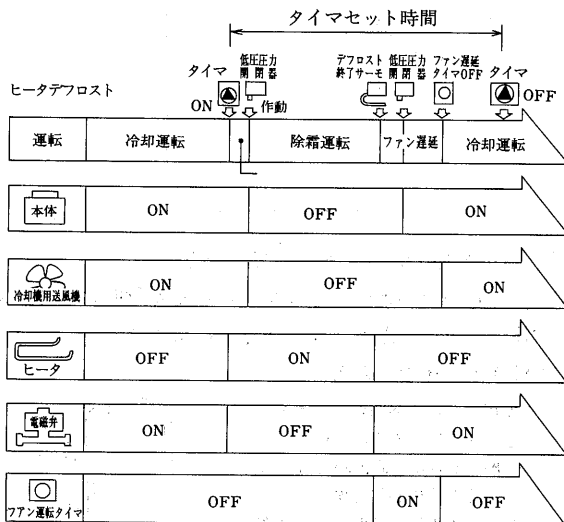 タイマセット時間
ヒータデフロスト
タイマ
低圧圧力
開閉器
デフロスト
終了サーモ
低圧圧力
開閉器
ファン遅延
タイマOFF
タイマ
ON
作動
OFF
運転
冷却運転
除霜運転
ファン遅延
冷却運転
本体
ON
OFF
ON
冷却機用送風機
ON
OFF
ON
ヒータ
OFF
ON
OFF
電磁弁
ON
OFF
ON
フアン運転タイマ
OFF
ON
OFF